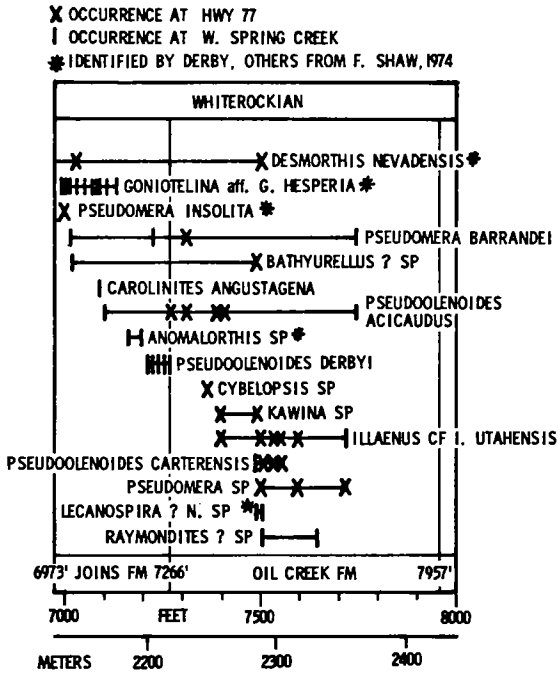 X OCCURRENCE AT HWY 77
| OCCURRENCE AT W. SPRING CREEK
* IDENTIFIED BY DERBY, OTHERS FROM F. SHAW, 1974
WHITEROCKIAN
DESMORTHIS NEVADENSIS *
GONIOTELINA aff. G. HESPERIA *
PSEUDOMERA INSOLITA *
PSEUDOMERA BARRANDEI
BATHYURELLUS ? SP
CAROLINITES ANGUSTAGENA
PSEUDOOLENOIDES
ACICAUDUS
ANOMALORTHIS SP *
PSEUDOOLENOIDES DERBYI
CYBELOPSIS SP
KAWINA SP
ILLAENUS CF I. UTAHENSIS
PSEUDOOLENOIDES CARTERENSIS
PSEUDOMERA SP
LECANOSPIRA ? N. SP *
RAYMONDITES ? SP
6973' JOINS FM 7266' OIL CREEK FM 7957'
7000 FEET 7500 8000
METERS 2200 2300 2400